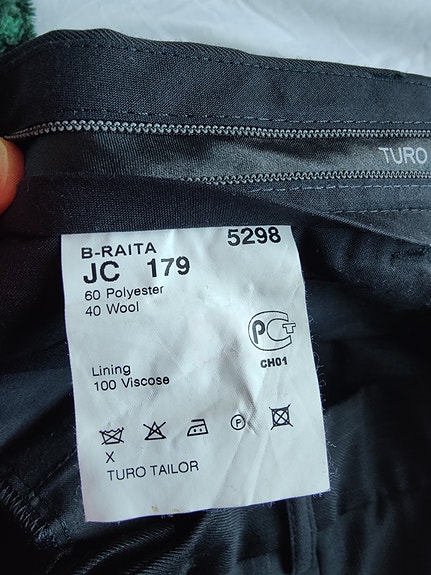 TURO
B-RAITA 5298
JC 179
60 Polyester
40 Wool
PCT
CH01
Lining
100 Viscose
P
X
TURO TAILOR